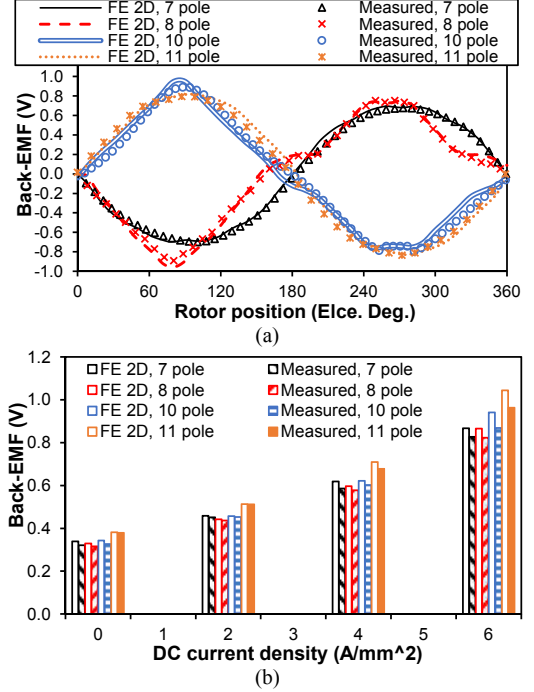 FE 2D, 7 pole Measured, 7 pole
FE 2D, 8 pole Measured, 8 pole
FE 2D, 10 pole Measured, 10 pole
FE 2D, 11 pole Measured, 11 pole
1.0
0.8
0.6
0.4
0.2
0.0
-0.2
-0.4
-0.6
-0.8
-1.0
Back-EMF (V)
0 60 120 180 240 300 360
Rotor position (Elce. Deg.)
(a)
1.2
1.0
0.8
0.6
0.4
0.2
0.0
Back-EMF (V)
FE 2D, 7 pole Measured, 7 pole
FE 2D, 8 pole Measured, 8 pole
FE 2D, 10 pole Measured, 10 pole
FE 2D, 11 pole Measured, 11 pole
0 1 2 3 4 5 6
DC current density (A/mm^2)
(b)